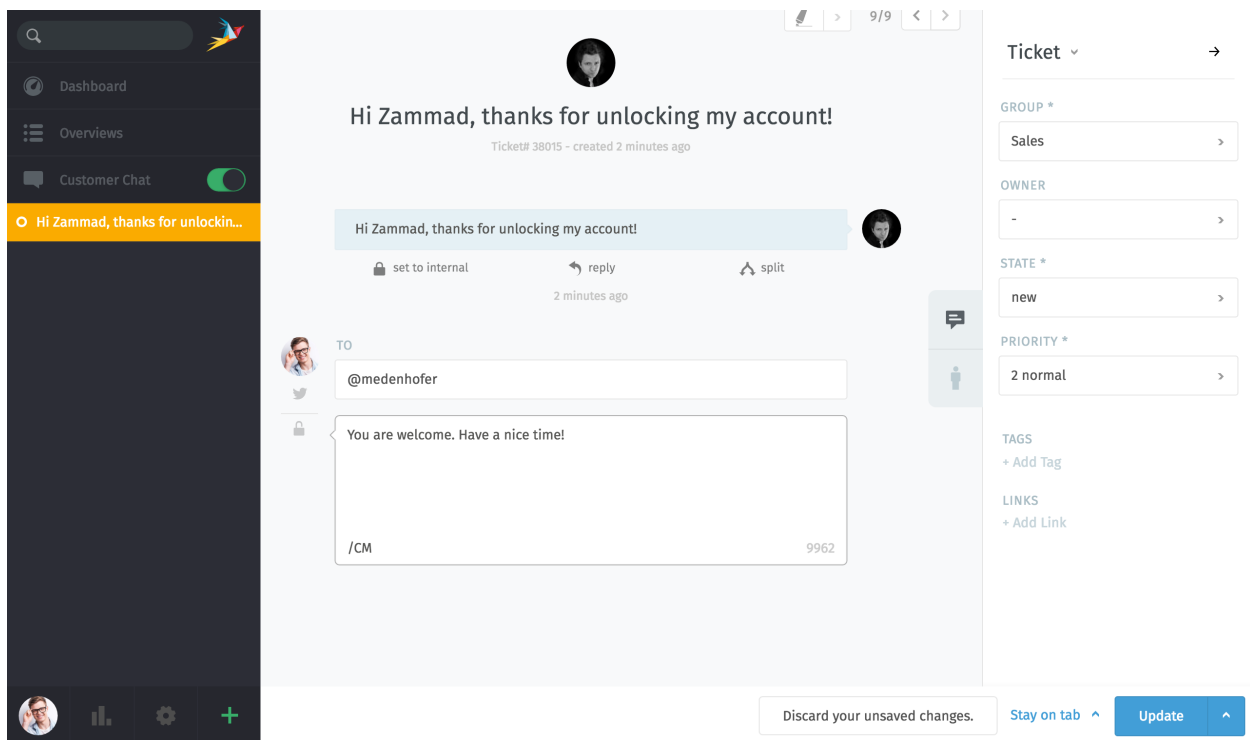 Dashboard
Overviews
Customer Chat
Hi Zammad, thanks for unlockin...
9/9
Hi Zammad, thanks for unlocking my account!
Ticket# 38015 - created 2 minutes ago
Hi Zammad, thanks for unlocking my account!
set to internal
reply
split
2 minutes ago
TO
@medenhofer
You are welcome. Have a nice time!
/CM
9962
Ticket
GROUP *
Sales
OWNER
-
STATE *
new
PRIORITY *
2 normal
TAGS
+ Add Tag
LINKS
+ Add Link
Discard your unsaved changes.
Stay on tab
Update